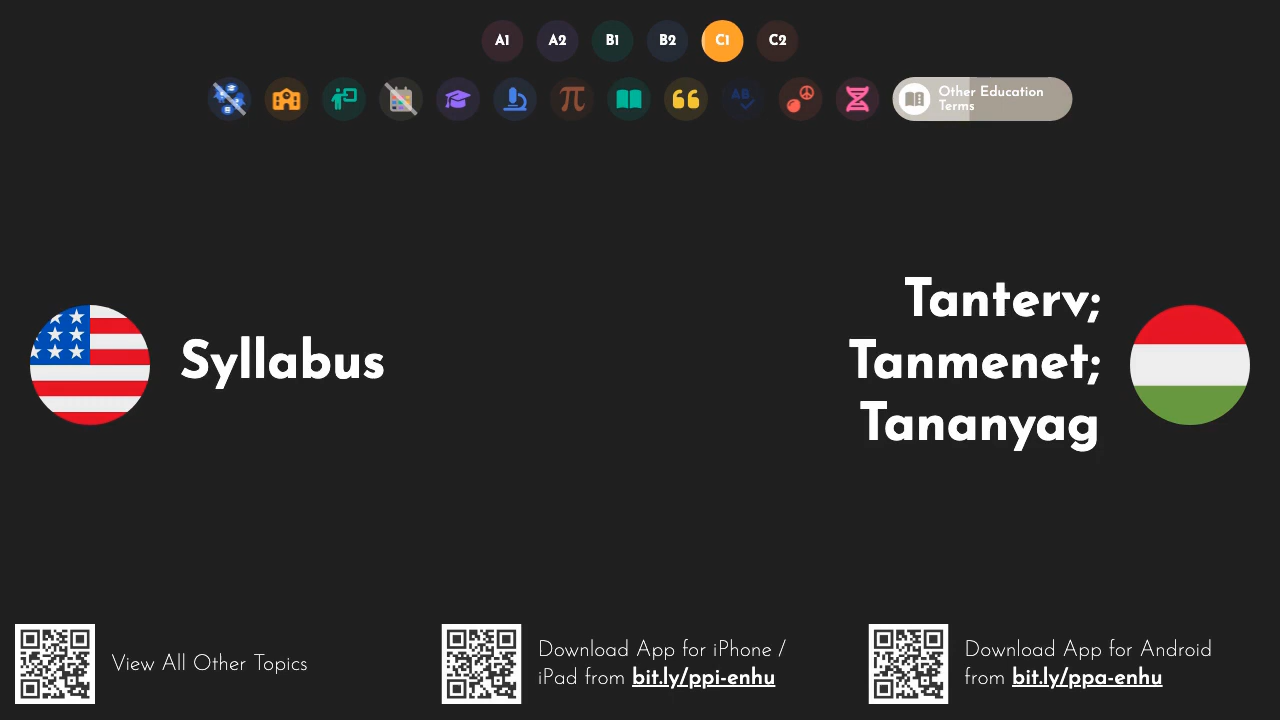 A1 A2 B1 B2 C1 C2
Other Education
Terms
Syllabus
Tanterv;
Tanmenet;
Tananyag
View All Other Topics
Download App for iPhone /
iPad from bit.ly/ppi-enhu
Download App for Android
from bit.ly/ppa-enhu